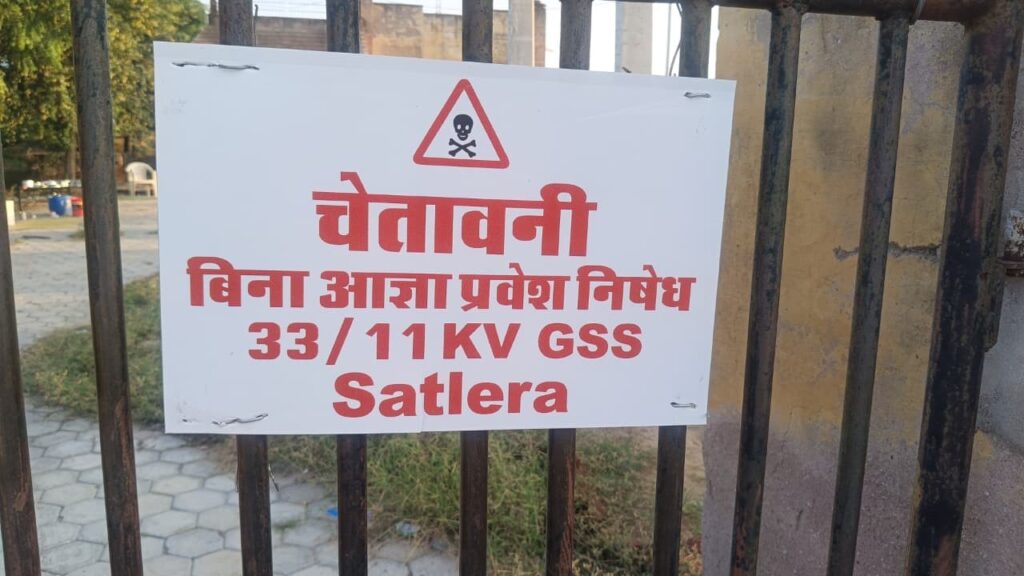 चेतावनी
बिना आज्ञा प्रवेश निषेध
33/11 KV GSS
Satlera